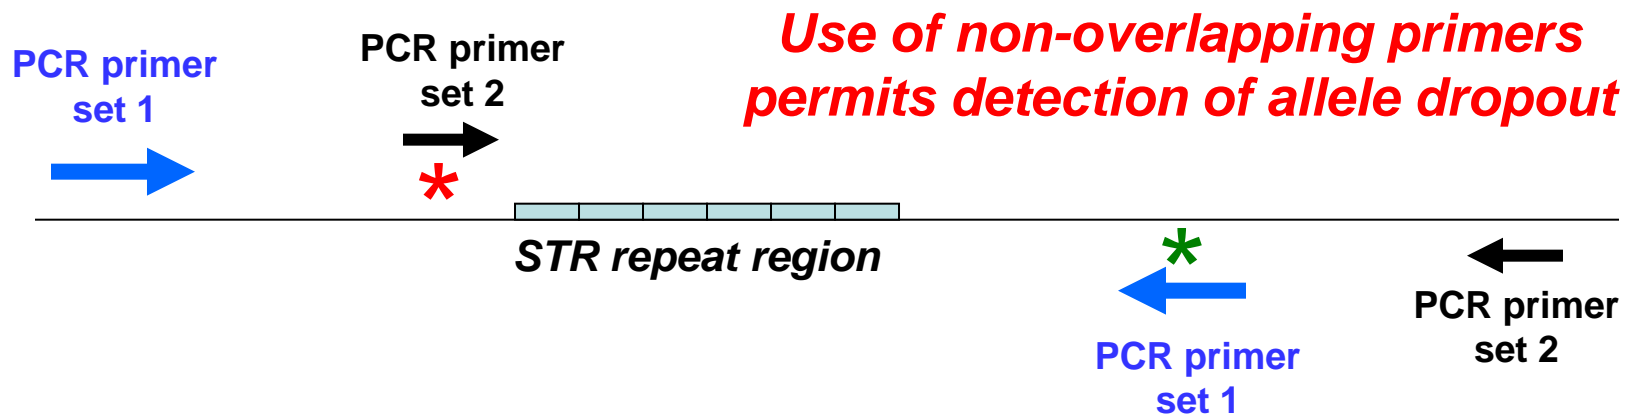 PCR primer
set 1
PCR primer
set 2
Use of non-overlapping primers
permits detection of allele dropout
*
STR repeat region
*
PCR primer
set 1
PCR primer
set 2